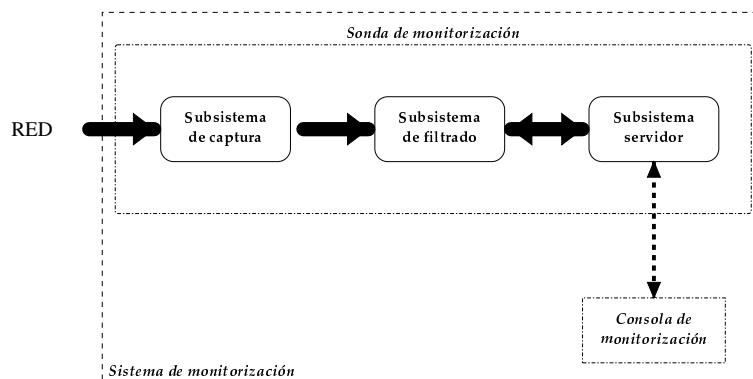 Sonda de monitorización
RED
Subsistema
de captura
Subsistema
de filtrado
Subsistema
servidor
Consola de
monitorización
Sistema de monitorización